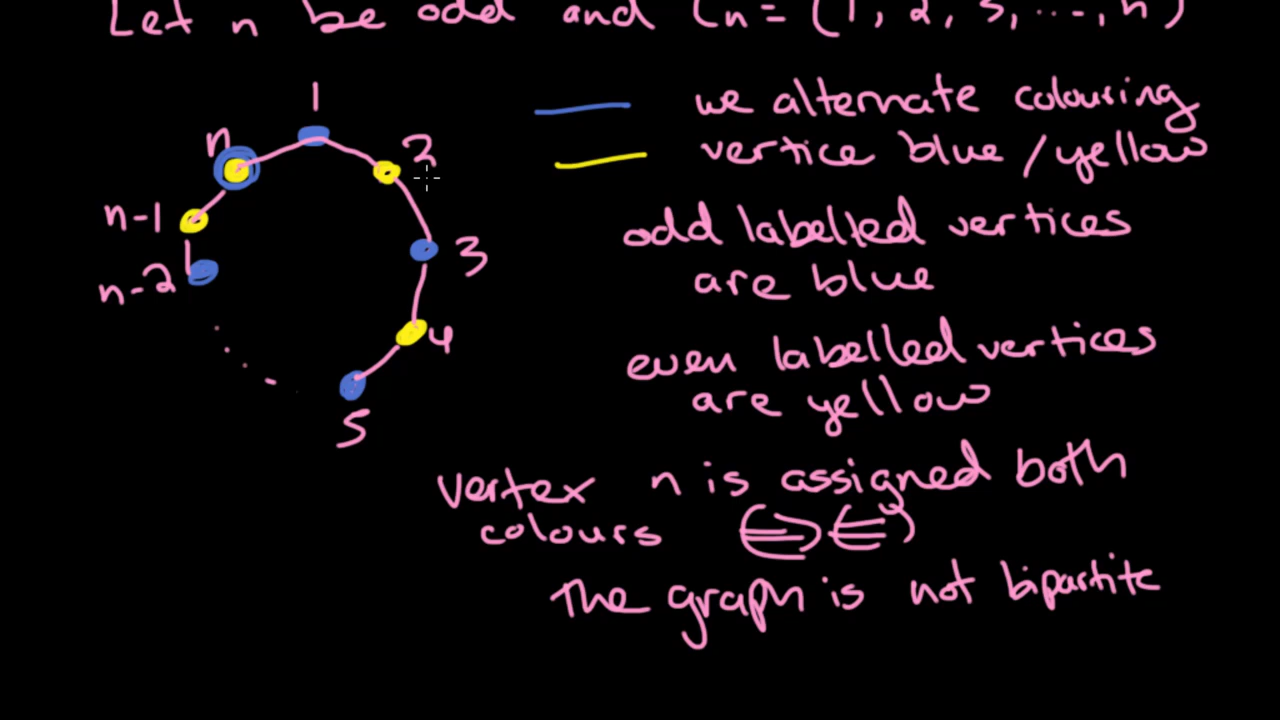 Let n be odd and Cn = (1, 2, 3, ..., n)
1
n
2
n-1
3
n-2
4
5
we alternate colouring
vertice blue / yellow
odd labelled vertices
are blue
even labelled vertices
are yellow
vertex n is assigned both
colours (⇒⇐)
The graph is not bipartite